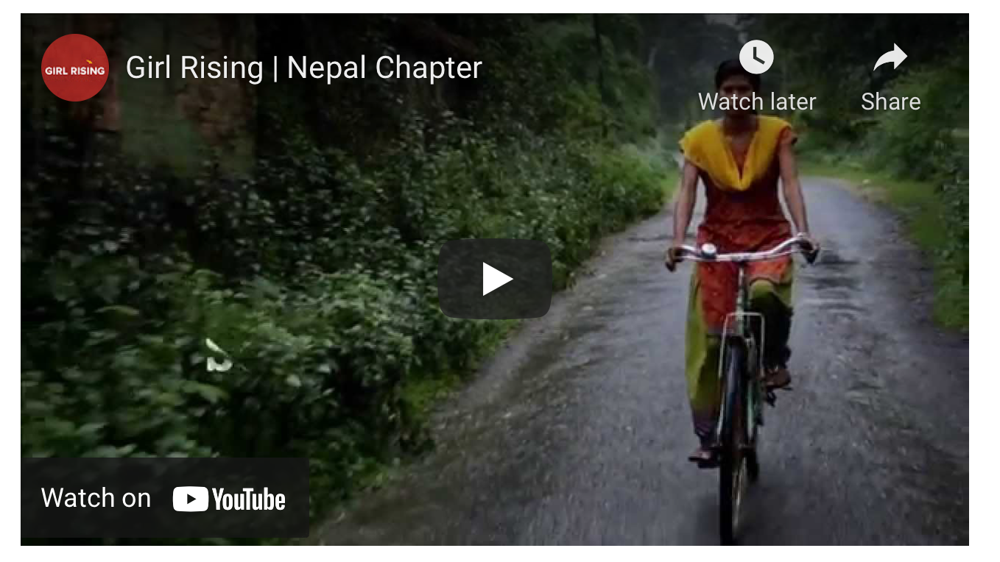 GIRL RISING
Girl Rising | Nepal Chapter
Watch later
Share
Watch on YouTube